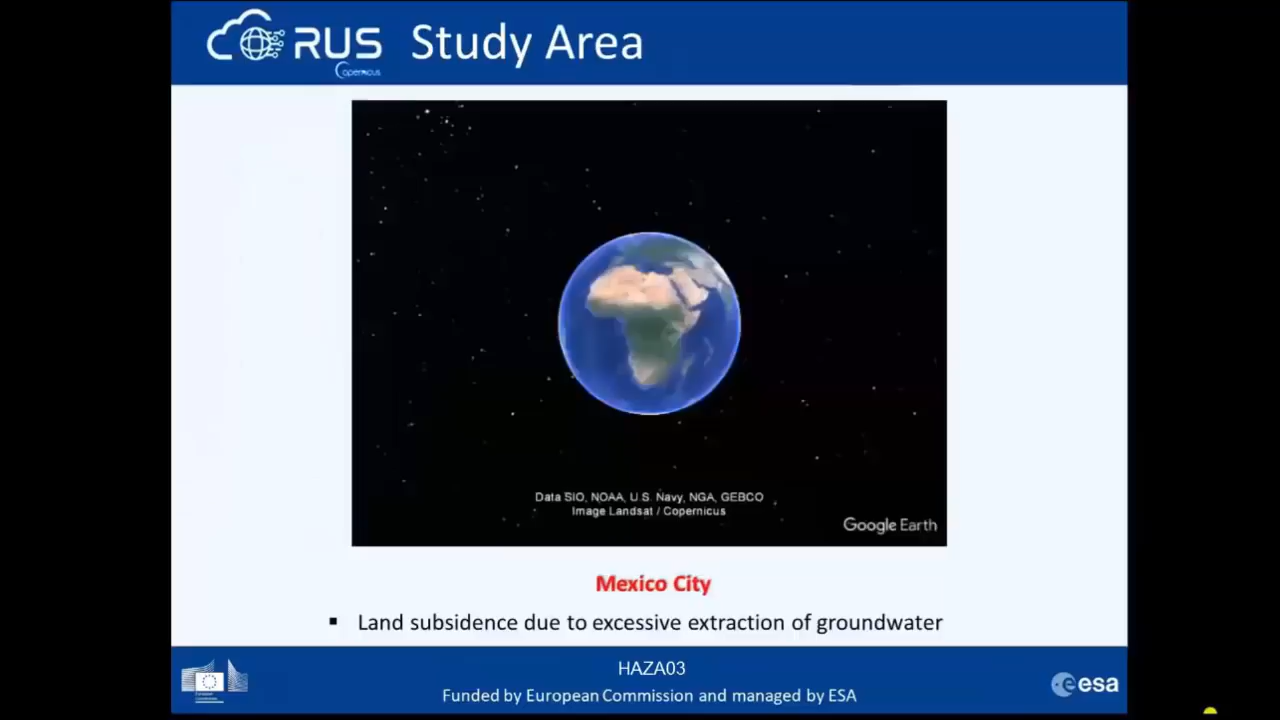 RUS
Copernicus
Study Area
Data SIO, NOAA, U.S. Navy, NGA, GEBCO
Image Landsat / Copernicus
Google Earth
Mexico City
▪ Land subsidence due to excessive extraction of groundwater
HAZA03
Funded by European Commission and managed by ESA
esa